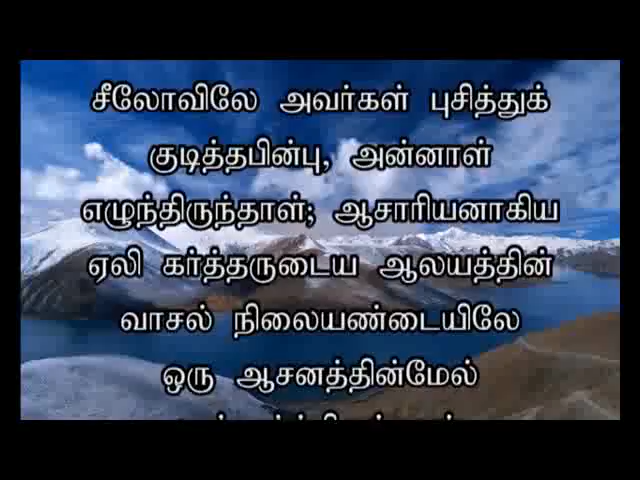 சீலோவிலே அவர்கள் புசித்துக்
குடித்தபின்பு, அன்னாள்
எழுந்திருந்தாள்; ஆசாரியனாகிய
ஏலி கர்த்தருடைய ஆலயத்தின்
வாசல் நிலையண்டையிலே
ஒரு ஆசனத்தின்மேல்